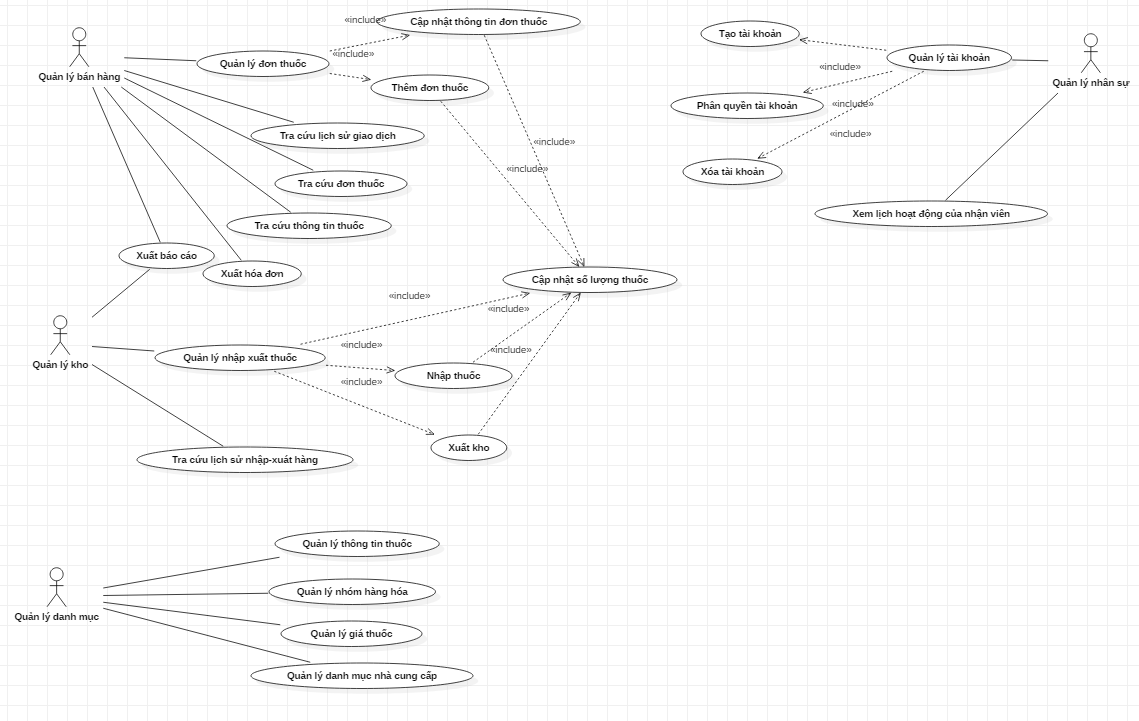 «include»
Cập nhật thông tin đơn thuốc
Quản lý bán hàng
Quản lý đơn thuốc
«include»
Thêm đơn thuốc
Tra cứu lịch sử giao dịch
«include»
«include»
Tra cứu đơn thuốc
Tra cứu thông tin thuốc
Xuất báo cáo
Xuất hóa đơn
Cập nhật số lượng thuốc
«include»
«include»
«include»
«include»
Quản lý kho
Quản lý nhập xuất thuốc
Nhập thuốc
«include»
Xuất kho
Tra cứu lịch sử nhập-xuát hàng
Tạo tài khoản
Quản lý tài khoản
Quản lý nhân sự
«include»
Phân quyền tài khoản
«include»
«include»
Xóa tài khoản
Xem lịch hoạt động của nhận viên
Quản lý thông tin thuốc
Quản lý danh mục
Quản lý nhóm hàng hóa
Quản lý giá thuốc
Quản lý danh mục nhà cung cấp